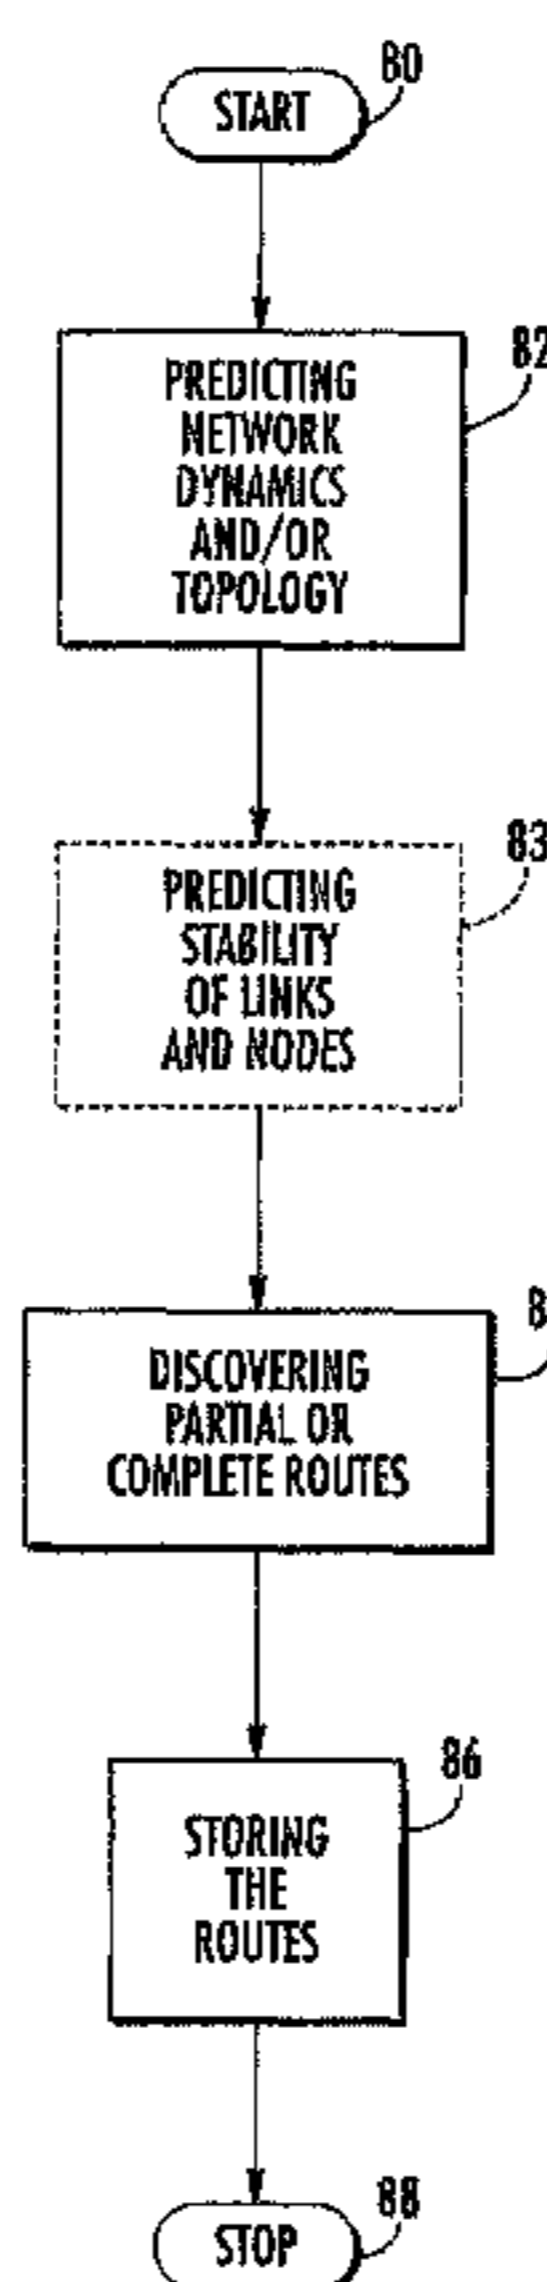 80
START
82
PREDICTING
NETWORK
DYNAMICS
AND/OR
TOPOLOGY
83
PREDICTING
STABILITY
OF LINKS
AND NODES
8
DISCOVERING
PARTIAL OR
COMPLETE ROUTES
86
STORING
THE
ROUTES
88
STOP